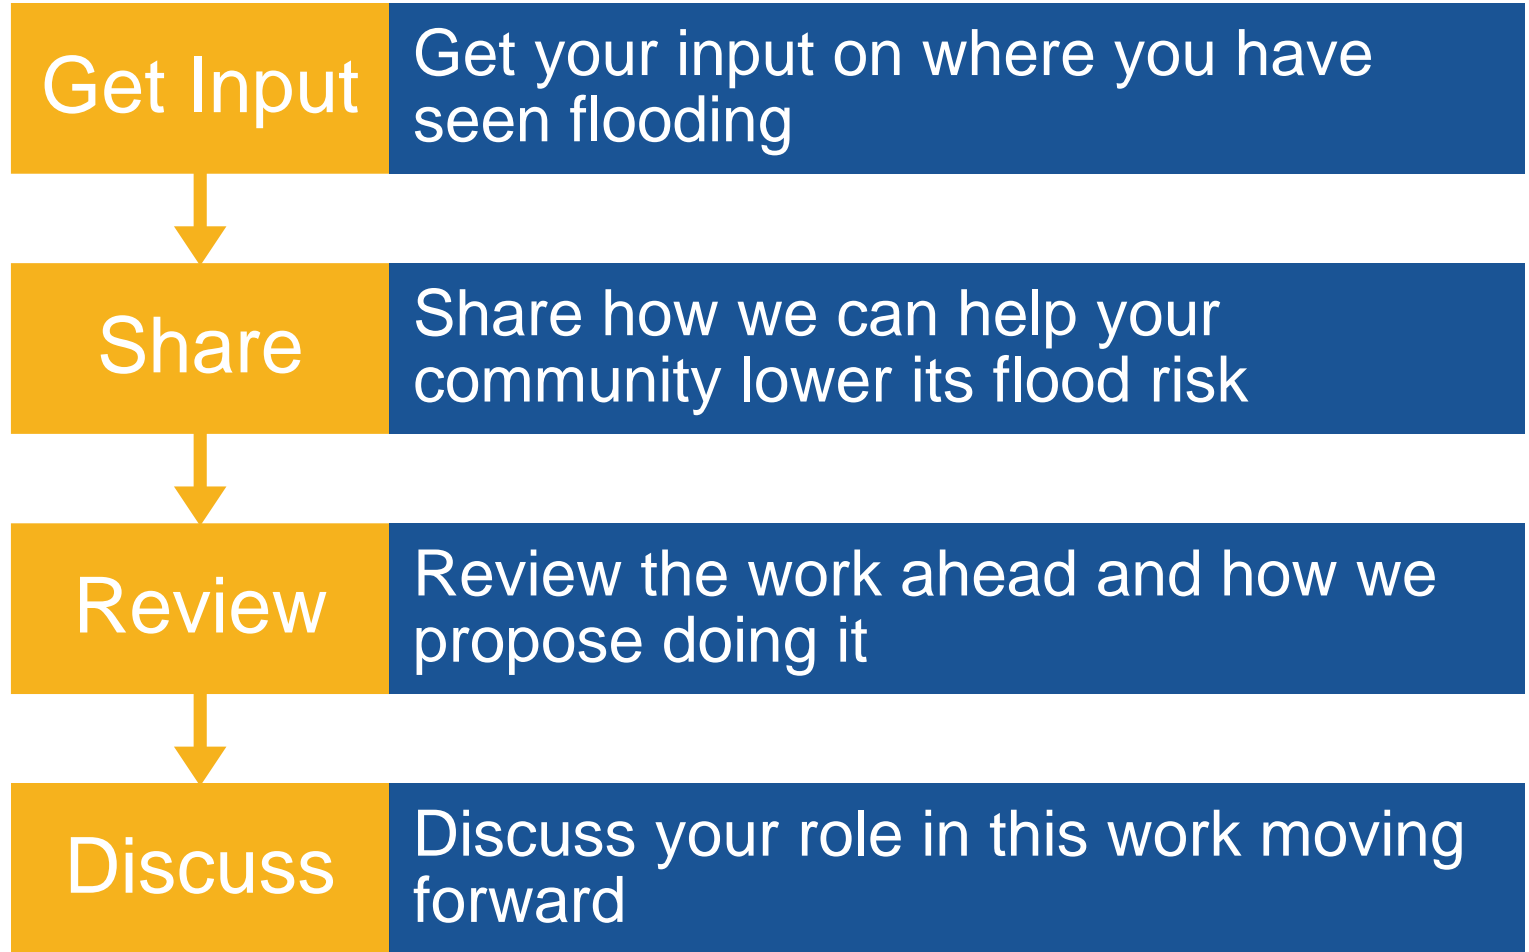 Get Input
Get your input on where you have
seen flooding
Share
Share how we can help your
community lower its flood risk
Review
Review the work ahead and how we
propose doing it
Discuss
Discuss your role in this work moving
forward